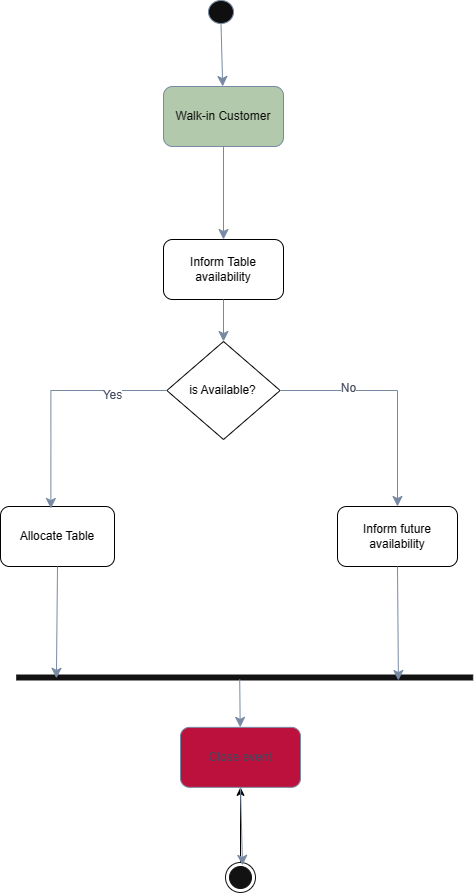 Walk-in Customer
Inform Table
availability
is Available?
Yes
No
Allocate Table
Inform future
availability
Close event